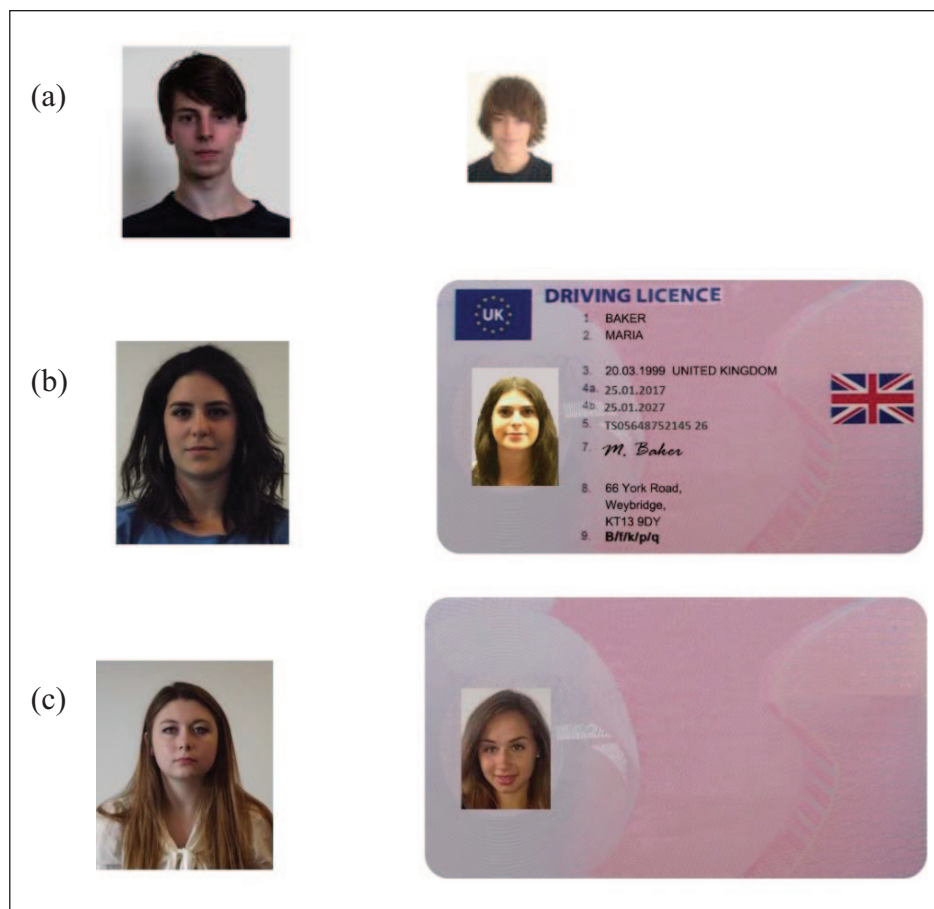 (a)
UK
DRIVING LICENCE
1. BAKER
2. MARIA
3. 20.03.1999 UNITED KINGDOM
4a. 25.01.2017
4b. 25.01.2027
5. TS05648752145 26
7. M. Baker
8. 66 York Road,
Weybridge,
KT13 9DY
9. B/f/k/p/q
(b)
(c)